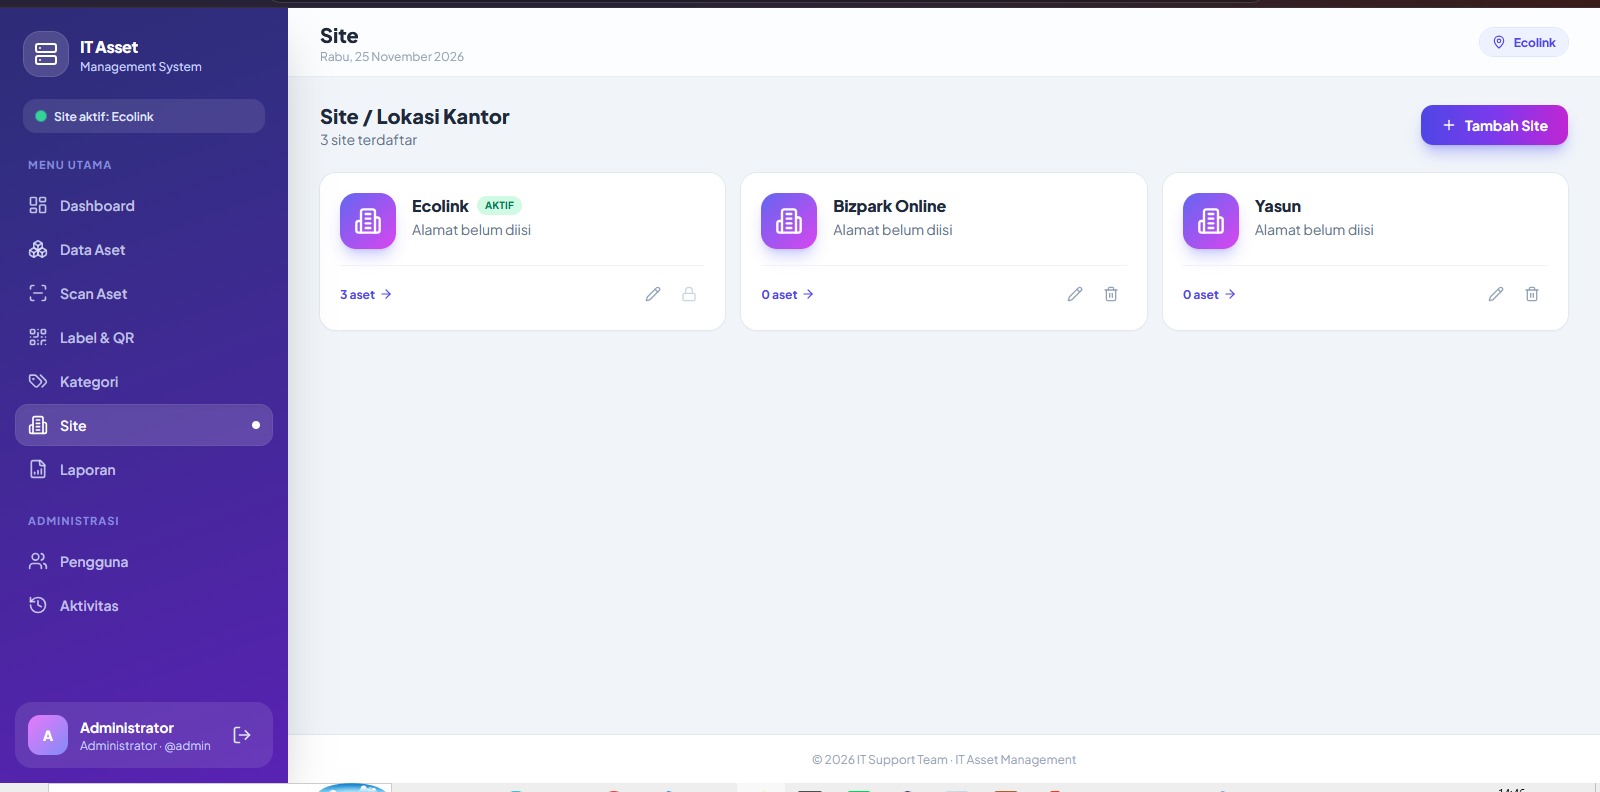 IT Asset
Management System
Site aktif: Ecolink
MENU UTAMA
Dashboard
Data Aset
Scan Aset
Label & QR
Kategori
Site
Laporan
ADMINISTRASI
Pengguna
Aktivitas
A
Administrator
Administrator · @admin
Site
Rabu, 25 November 2026
Ecolink
Site / Lokasi Kantor
3 site terdaftar
+ Tambah Site
Ecolink AKTIF
Alamat belum diisi
3 aset →
Bizpark Online
Alamat belum diisi
0 aset →
Yasun
Alamat belum diisi
0 aset →
© 2026 IT Support Team · IT Asset Management